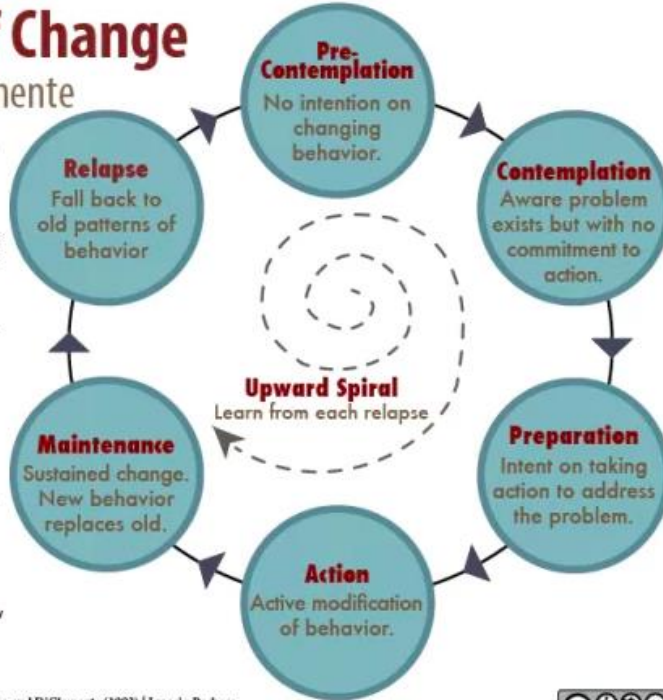 Change
Pre-
Contemplation
No intention on
changing
behavior.
Contemplation
Aware problem
exists but with no
commitment to
action.
Preparation
Intent on taking
action to address
the problem.
Action
Active modification
of behavior.
Maintenance
Sustained change.
New behavior
replaces old.
Relapse
Fall back to
old patterns of
behavior
Upward Spiral
Learn from each relapse